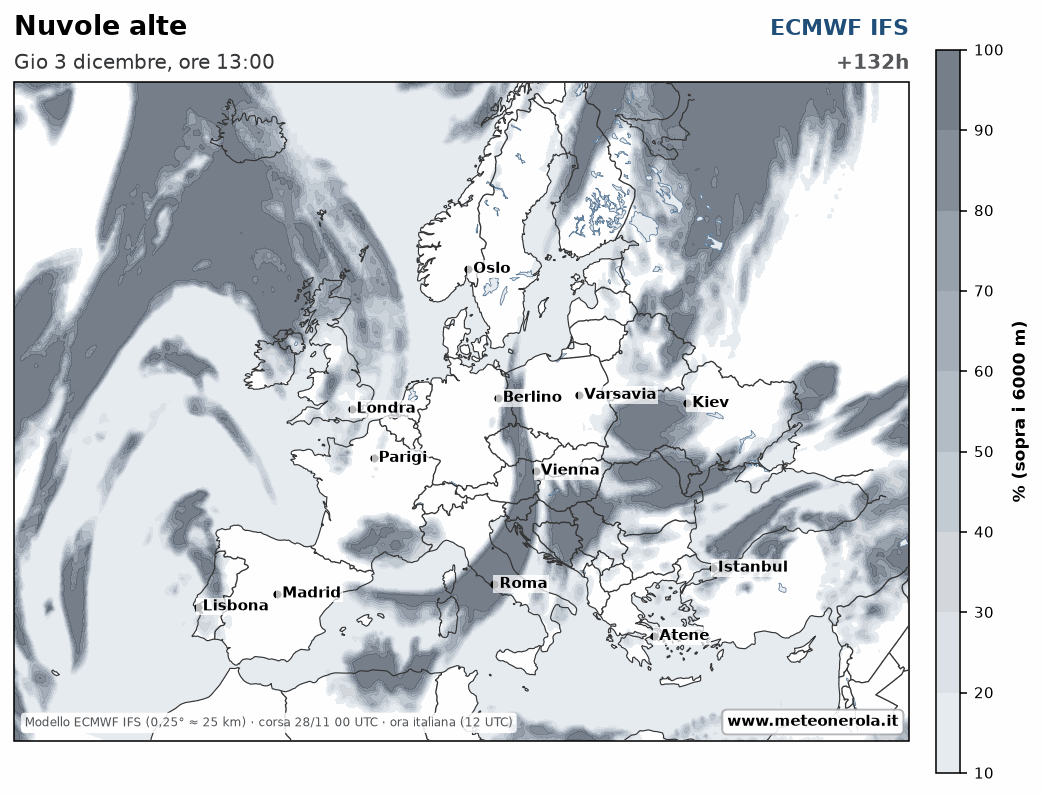 Nuvole alte
ECMWF IFS
Gio 3 dicembre, ore 13:00
+132h
Oslo
Berlino
Varsavia
Kiev
Londra
Parigi
Vienna
Istanbul
Roma
Madrid
Lisbona
Atene
Modello ECMWF IFS (0,25° ≈ 25 km) · corsa 28/11 00 UTC · ora italiana (12 UTC)
www.meteonerola.it
100
90
80
70
60
50
40
30
20
10
% (sopra i 6000 m)